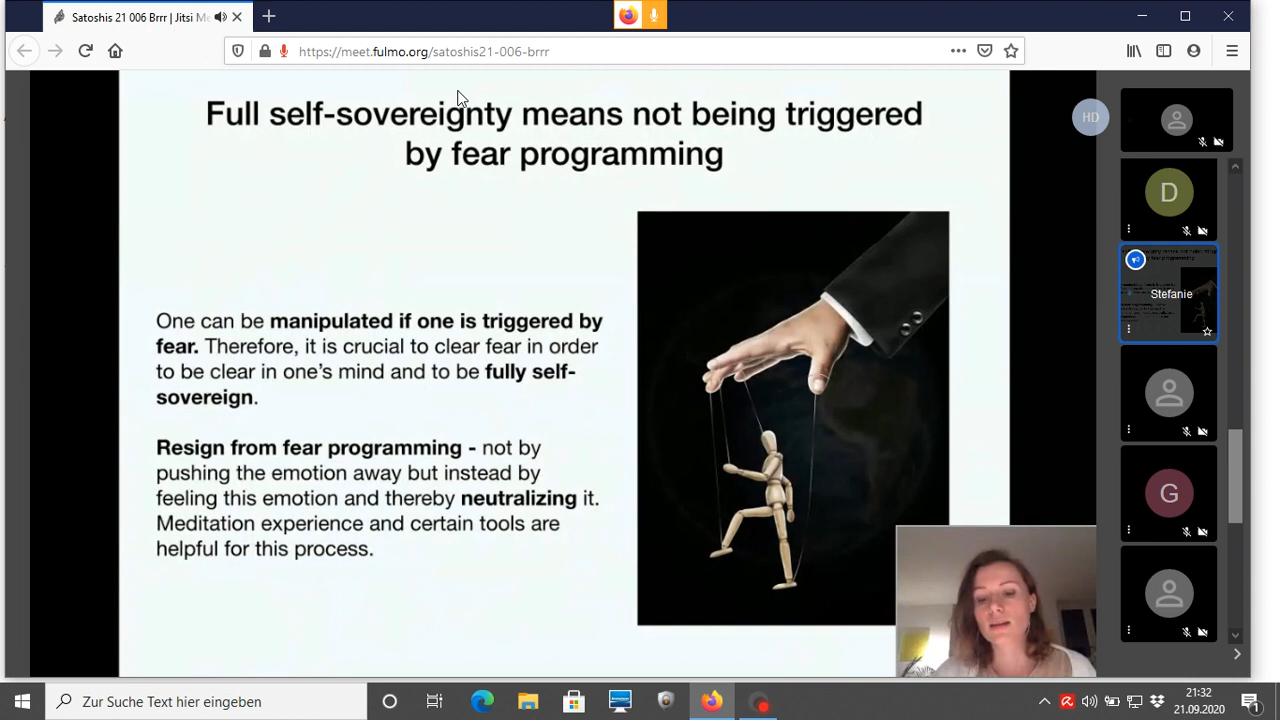 Satoshis 21 006 Brrr | Jitsi Me
https://meet.fulmo.org/satoshis21-006-brrr
Full self-sovereignty means not being triggered
by fear programming
HD
D
One can be manipulated if one is triggered by
fear. Therefore, it is crucial to clear fear in order
to be clear in one's mind and to be fully self-
sovereign.
Resign from fear programming - not by
pushing the emotion away but instead by
feeling this emotion and thereby neutralizing it.
Meditation experience and certain tools are
helpful for this process.
Stefanie
G
Zur Suche Text hier eingeben
21:32
21.09.2020
1